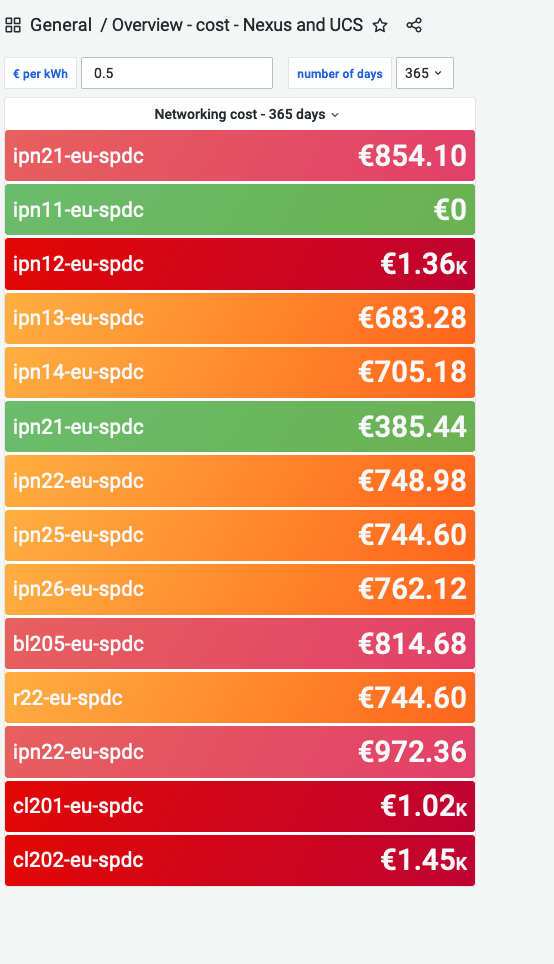 General / Overview - cost - Nexus and UCS
€ per kWh 0.5 number of days 365
Networking cost - 365 days
ipn21-eu-spdc €854.10
ipn11-eu-spdc €0
ipn12-eu-spdc €1.36K
ipn13-eu-spdc €683.28
ipn14-eu-spdc €705.18
ipn21-eu-spdc €385.44
ipn22-eu-spdc €748.98
ipn25-eu-spdc €744.60
ipn26-eu-spdc €762.12
bl205-eu-spdc €814.68
r22-eu-spdc €744.60
ipn22-eu-spdc €972.36
cl201-eu-spdc €1.02K
cl202-eu-spdc €1.45K